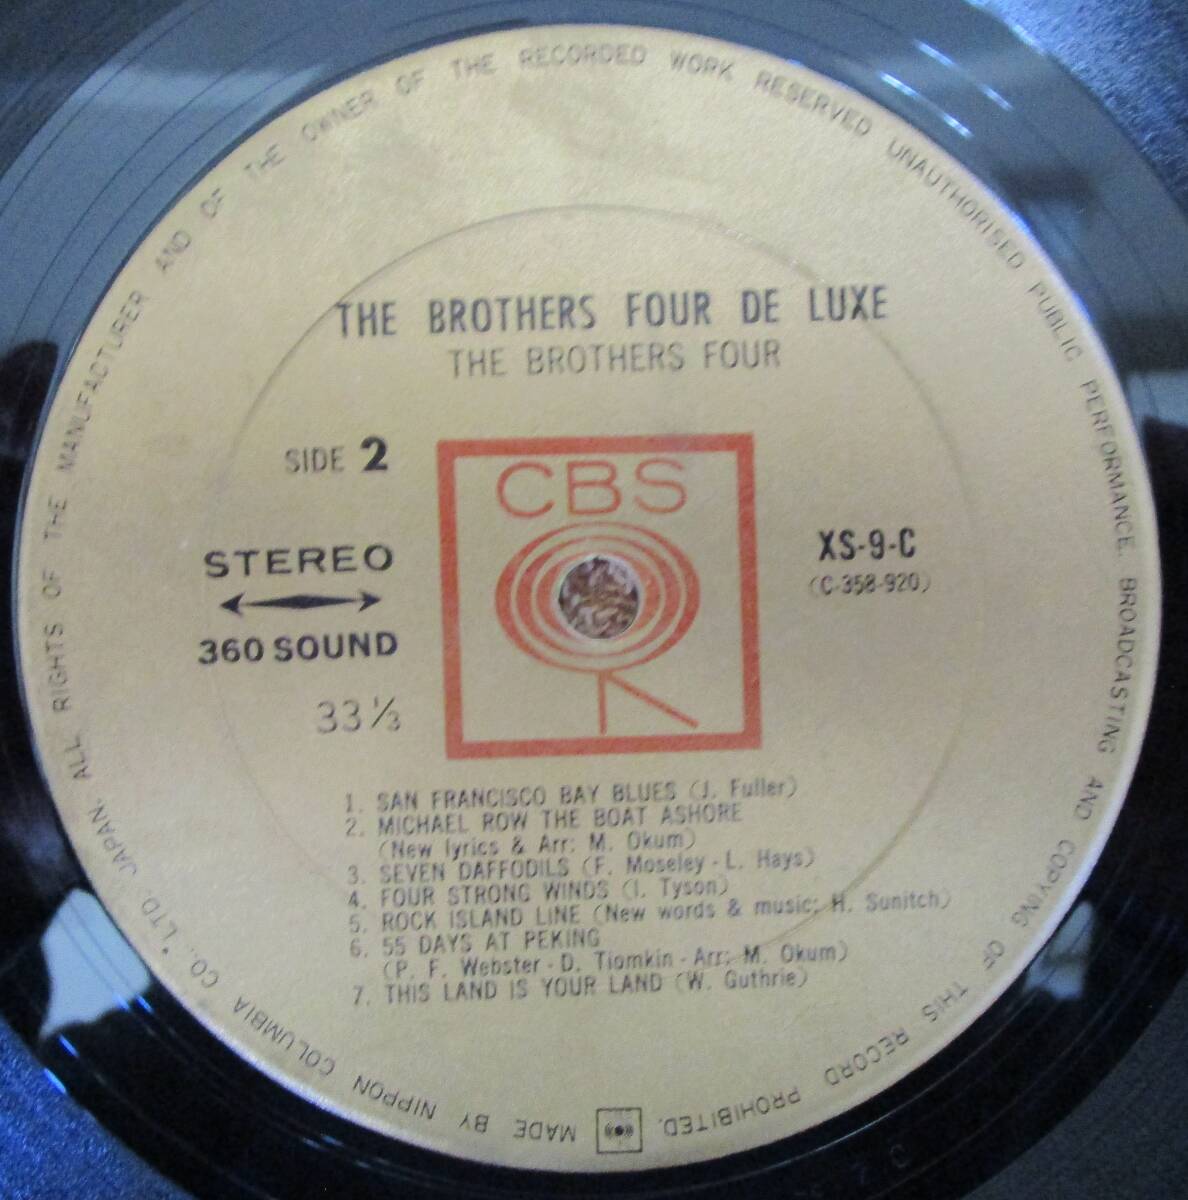 THE BROTHERS FOUR DE LUXE
THE BROTHERS FOUR
SIDE 2
CBS
STEREO
360 SOUND
33 ⅓
XS-9-C
(C-358-920)
1. SAN FRANCISCO BAY BLUES (J. Fuller)
2. MICHAEL ROW THE BOAT ASHORE
(New lyrics & Arr: M. Okum)
3. SEVEN DAFFODILS (F. Moseley - L. Hays)
4. FOUR STRONG WINDS (I. Tyson)
5. ROCK ISLAND LINE (New words & music: H. Sunitch)
6. 55 DAYS AT PEKING
(P. F. Webster - D. Tiomkin - Arr: M. Okum)
7. THIS LAND IS YOUR LAND (W. Guthrie)
MADE BY NIPPON COLUMBIA CO., LTD. JAPAN. ALL RIGHTS OF THE MANUFACTURER AND OF THE OWNER OF THE RECORDED WORK RESERVED UNAUTHORISED PUBLIC PERFORMANCE. BROADCASTING AND COPYING OF THIS RECORD PROHIBITED.